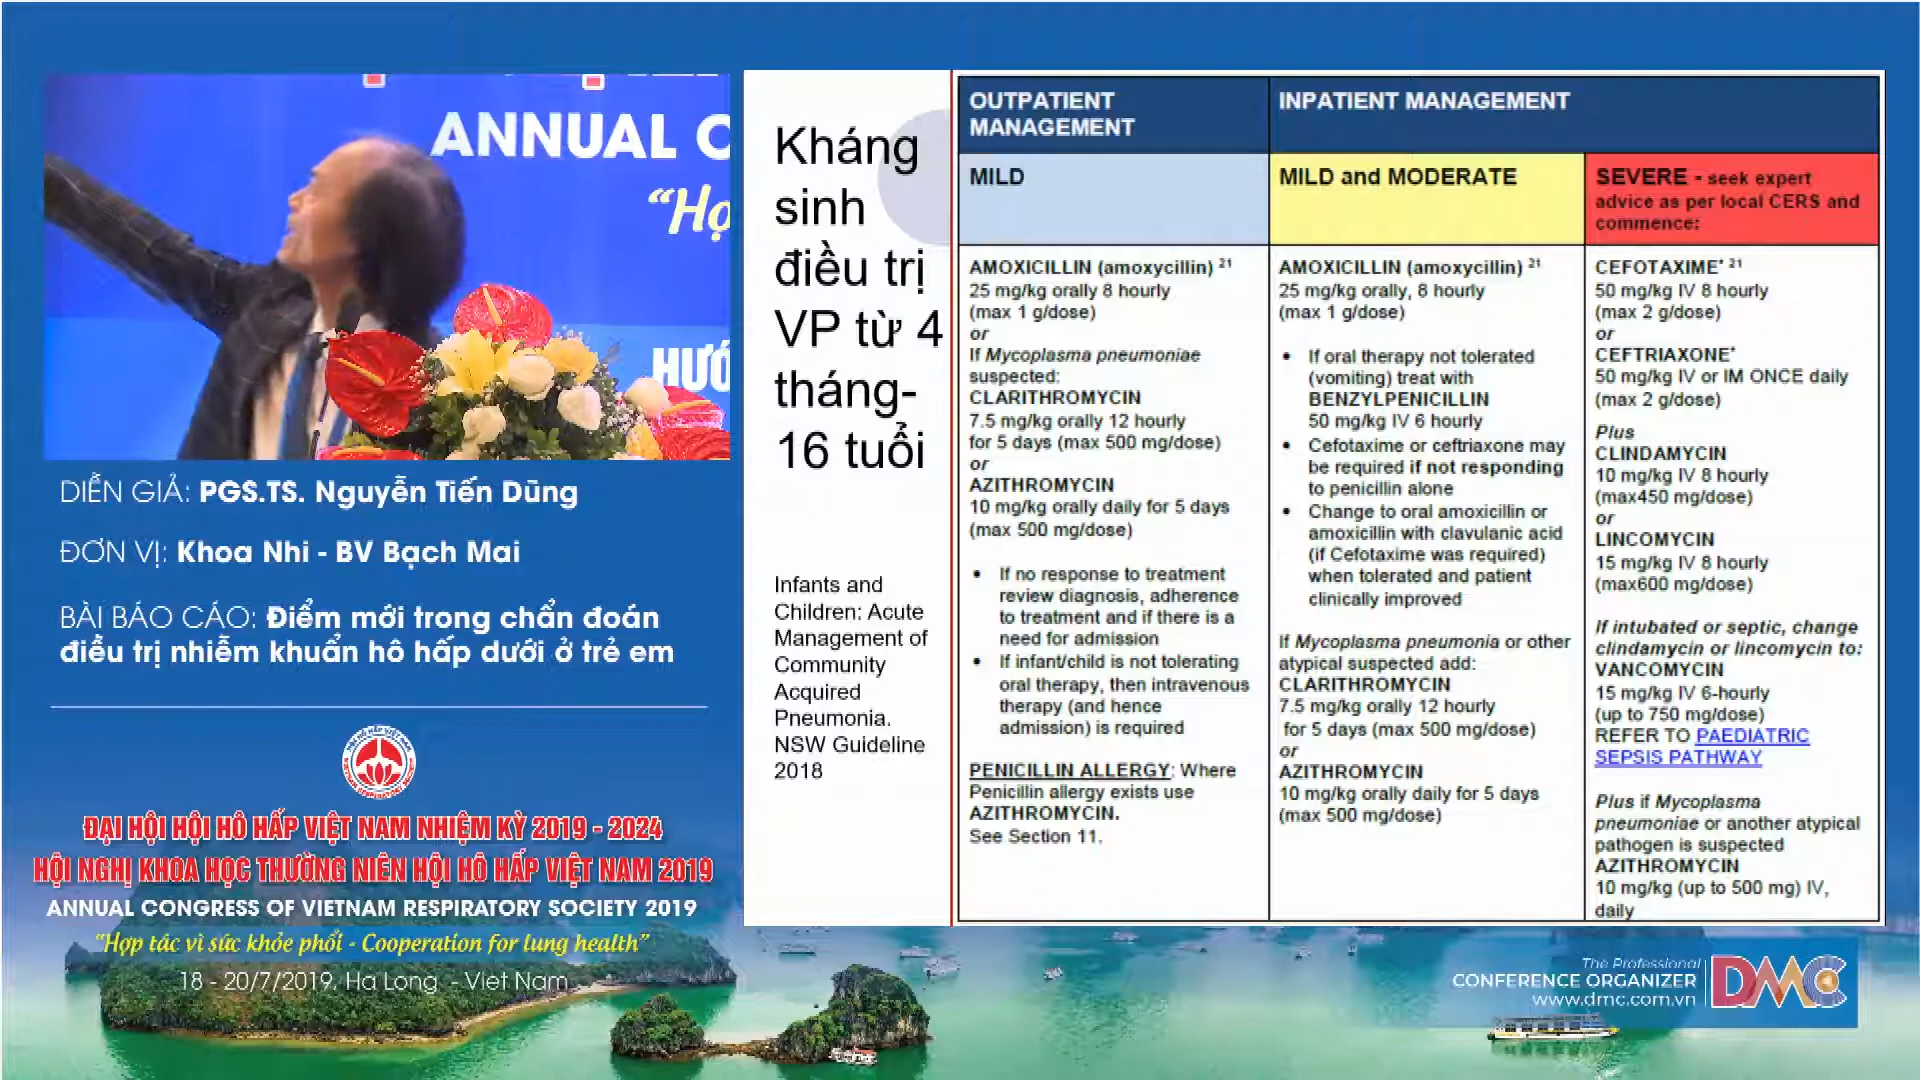 ANNUAL C
“Họ
HƯỚ
DIỄN GIẢ: PGS.TS. Nguyễn Tiến Dũng
ĐƠN VỊ: Khoa Nhi - BV Bạch Mai
BÀI BÁO CÁO: Điểm mới trong chẩn đoán
điều trị nhiễm khuẩn hô hấp dưới ở trẻ em
HỘI HÔ HẤP VIỆT NAM
VIETNAM RESPIRATORY SOCIETY
ĐẠI HỘI HỘI HÔ HẤP VIỆT NAM NHIỆM KỲ 2019 - 2024
HỘI NGHỊ KHOA HỌC THƯỜNG NIÊN HỘI HÔ HẤP VIỆT NAM 2019
ANNUAL CONGRESS OF VIETNAM RESPIRATORY SOCIETY 2019
“Hợp tác vì sức khỏe phổi - Cooperation for lung health”
18 - 20/7/2019. Ha Long - Viet Nam
Kháng
sinh
điều trị
VP từ 4
tháng-
16 tuổi
Infants and
Children: Acute
Management of
Community
Acquired
Pneumonia.
NSW Guideline
2018
OUTPATIENT
MANAGEMENT
MILD
AMOXICILLIN (amoxycillin) 21
25 mg/kg orally 8 hourly
(max 1 g/dose)
or
If Mycoplasma pneumoniae
suspected:
CLARITHROMYCIN
7.5 mg/kg orally 12 hourly
for 5 days (max 500 mg/dose)
or
AZITHROMYCIN
10 mg/kg orally daily for 5 days
(max 500 mg/dose)
• If no response to treatment
review diagnosis, adherence
to treatment and if there is a
need for admission
• If infant/child is not tolerating
oral therapy, then intravenous
therapy (and hence
admission) is required
PENICILLIN ALLERGY: Where
Penicillin allergy exists use
AZITHROMYCIN.
See Section 11.
INPATIENT MANAGEMENT
MILD and MODERATE
AMOXICILLIN (amoxycillin) 21
25 mg/kg orally, 8 hourly
(max 1 g/dose)
• If oral therapy not tolerated
(vomiting) treat with
BENZYLPENICILLIN
50 mg/kg IV 6 hourly
• Cefotaxime or ceftriaxone may
be required if not responding
to penicillin alone
• Change to oral amoxicillin or
amoxicillin with clavulanic acid
(if Cefotaxime was required)
when tolerated and patient
clinically improved
If Mycoplasma pneumonia or other
atypical suspected add:
CLARITHROMYCIN
7.5 mg/kg orally 12 hourly
for 5 days (max 500 mg/dose)
or
AZITHROMYCIN
10 mg/kg orally daily for 5 days
(max 500 mg/dose)
SEVERE - seek expert
advice as per local CERS and
commence:
CEFOTAXIME* 21
50 mg/kg IV 8 hourly
(max 2 g/dose)
or
CEFTRIAXONE*
50 mg/kg IV or IM ONCE daily
(max 2 g/dose)
Plus
CLINDAMYCIN
10 mg/kg IV 8 hourly
(max450 mg/dose)
or
LINCOMYCIN
15 mg/kg IV 8 hourly
(max600 mg/dose)
If intubated or septic, change
clindamycin or lincomycin to:
VANCOMYCIN
15 mg/kg IV 6-hourly
(up to 750 mg/dose)
REFER TO PAEDIATRIC
SEPSIS PATHWAY
Plus if Mycoplasma
pneumoniae or another atypical
pathogen is suspected
AZITHROMYCIN
10 mg/kg (up to 500 mg) IV,
daily
The Professional
CONFERENCE ORGANIZER
www.dmc.com.vn
DMC